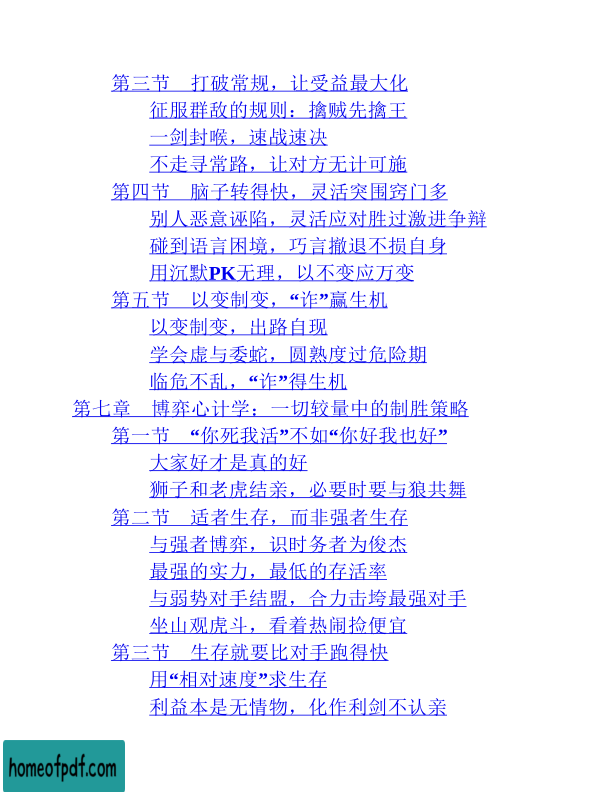 第三节 打破常规，让受益最大化
征服群敌的规则：擒贼先擒王
一剑封喉，速战速决
不走寻常路，让对方无计可施
第四节 脑子转得快，灵活突围窍门多
别人恶意诬陷，灵活应对胜过激进争辩
碰到语言困境，巧言撤退不损自身
用沉默PK无理，以不变应万变
第五节 以变制变，“诈”赢生机
以变制变，出路自现
学会虚与委蛇，圆熟度过危险期
临危不乱，“诈”得生机
第七章 博弈心计学：一切较量中的制胜策略
第一节 “你死我活”不如“你好我也好”
大家好才是真的好
狮子和老虎结亲，必要时要与狼共舞
第二节 适者生存，而非强者生存
与强者博弈，识时务者为俊杰
最强的实力，最低的存活率
与弱势对手结盟，合力击垮最强对手
坐山观虎斗，看着热闹捡便宜
第三节 生存就要比对手跑得快
用“相对速度”求生存
利益本是无情物，化作利剑不认亲
homeofpdf.com